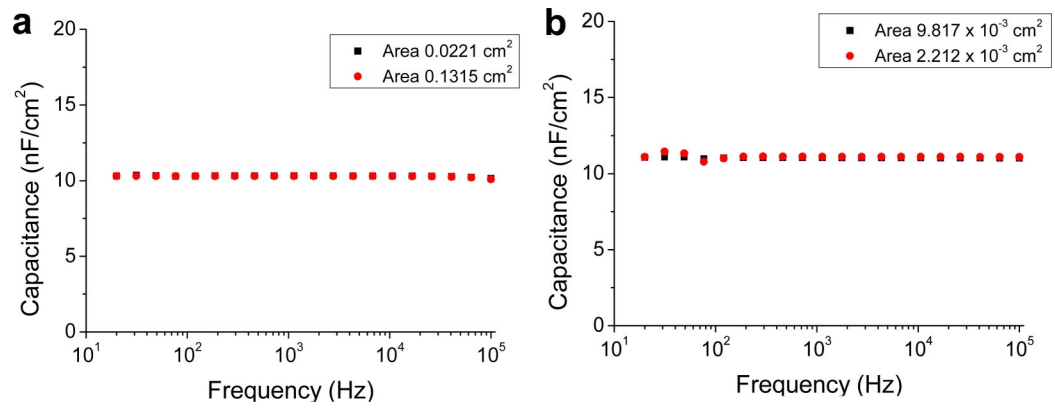 a
Area 0.0221 cm²
Area 0.1315 cm²
20
15
10
5
0
Capacitance (nF/cm²)
10¹ 10² 10³ 10⁴ 10⁵
Frequency (Hz)
b
Area 9.817 x 10⁻³ cm²
Area 2.212 x 10⁻³ cm²
20
15
10
5
0
Capacitance (nF/cm²)
10¹ 10² 10³ 10⁴ 10⁵
Frequency (Hz)